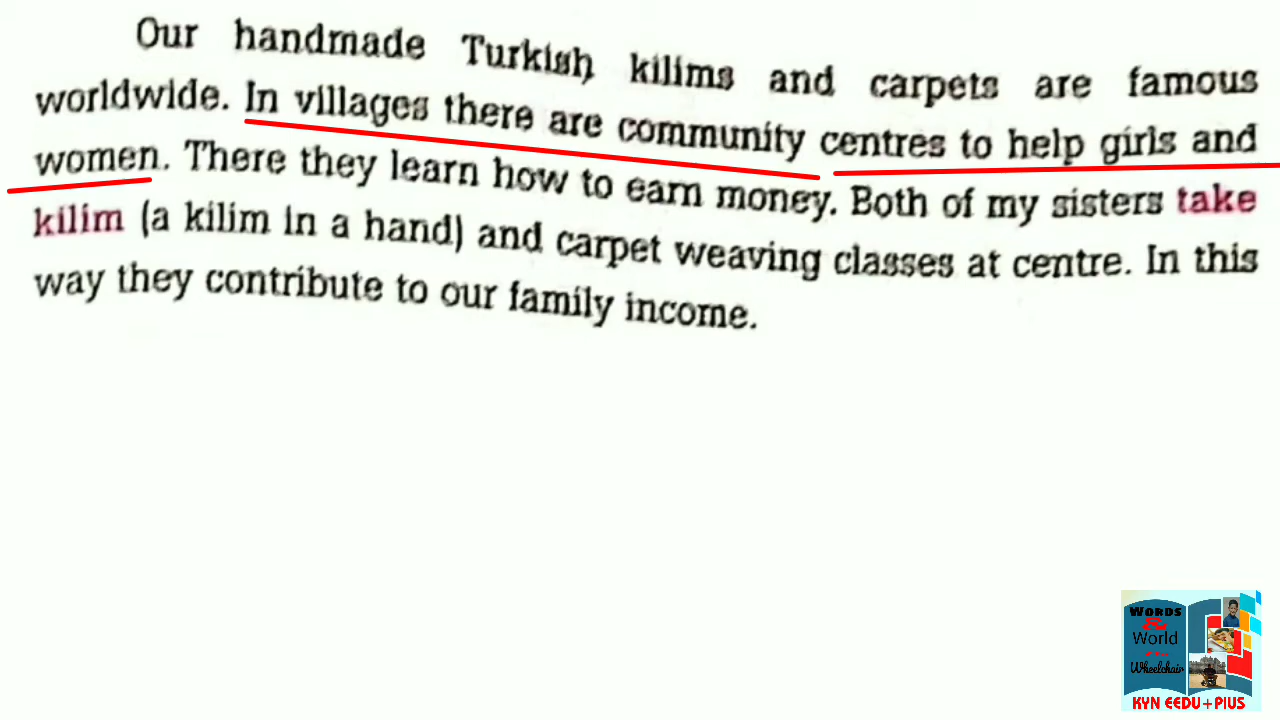 Our handmade Turkish kilims and carpets are famous
worldwide. In villages there are community centres to help girls and
women. There they learn how to earn money. Both of my sisters take
kilim (a kilim in a hand) and carpet weaving classes at centre. In this
way they contribute to our family income.
WORDS
World
Wheelchair
KYN EEDU+PlUS